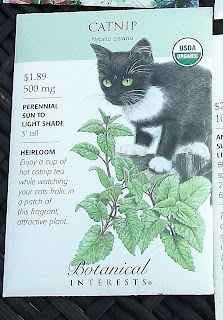 CATNIP
Nepeta cataria
USDA
ORGANIC
$1.89
500 mg
PERENNIAL
SUN TO
LIGHT SHADE
3' tall
HEIRLOOM
Enjoy a cup of
hot catnip tea
while watching
your cats frolic in
a patch of
this fragrant,
attractive plant.
Botanical
INTERESTS®